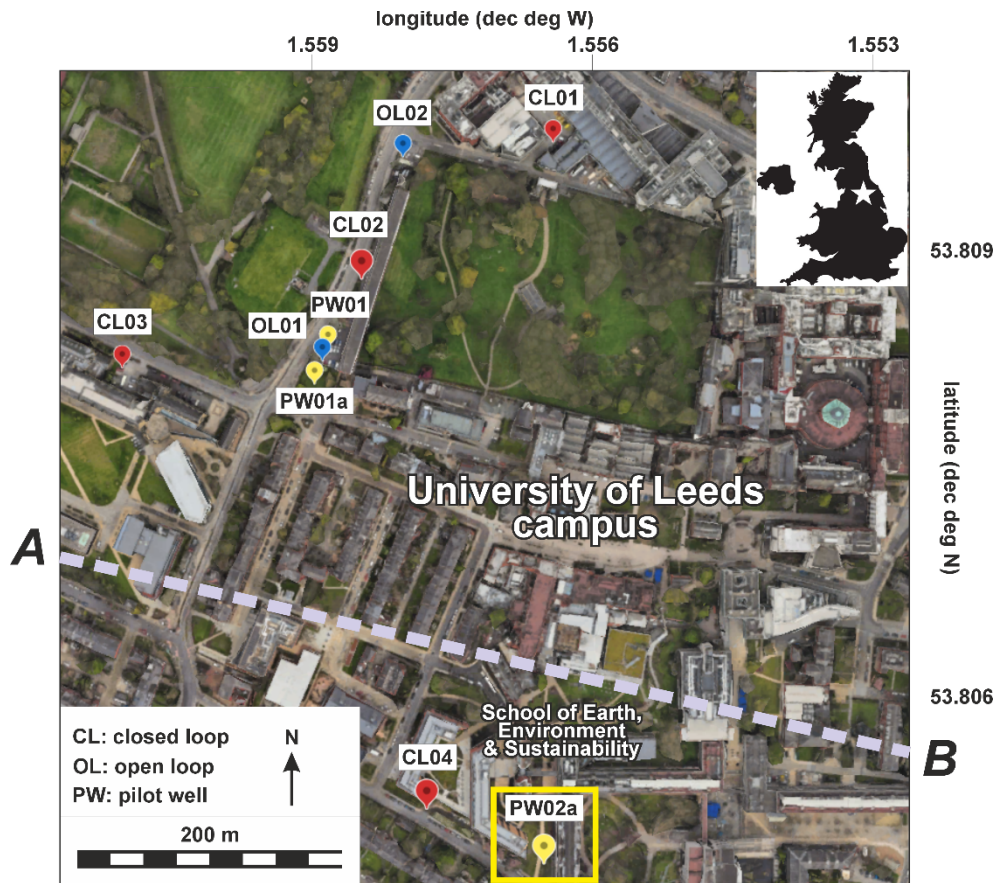 longitude (dec deg W)
1.559
1.556
1.553
OL02
CL01
CL02
53.809
PW01
CL03
OL01
PW01a
latitude (dec deg N)
University of Leeds
campus
A
53.806
School of Earth,
Environment
& Sustainability
B
CL: closed loop
N
OL: open loop
PW: pilot well
CL04
PW02a
200 m